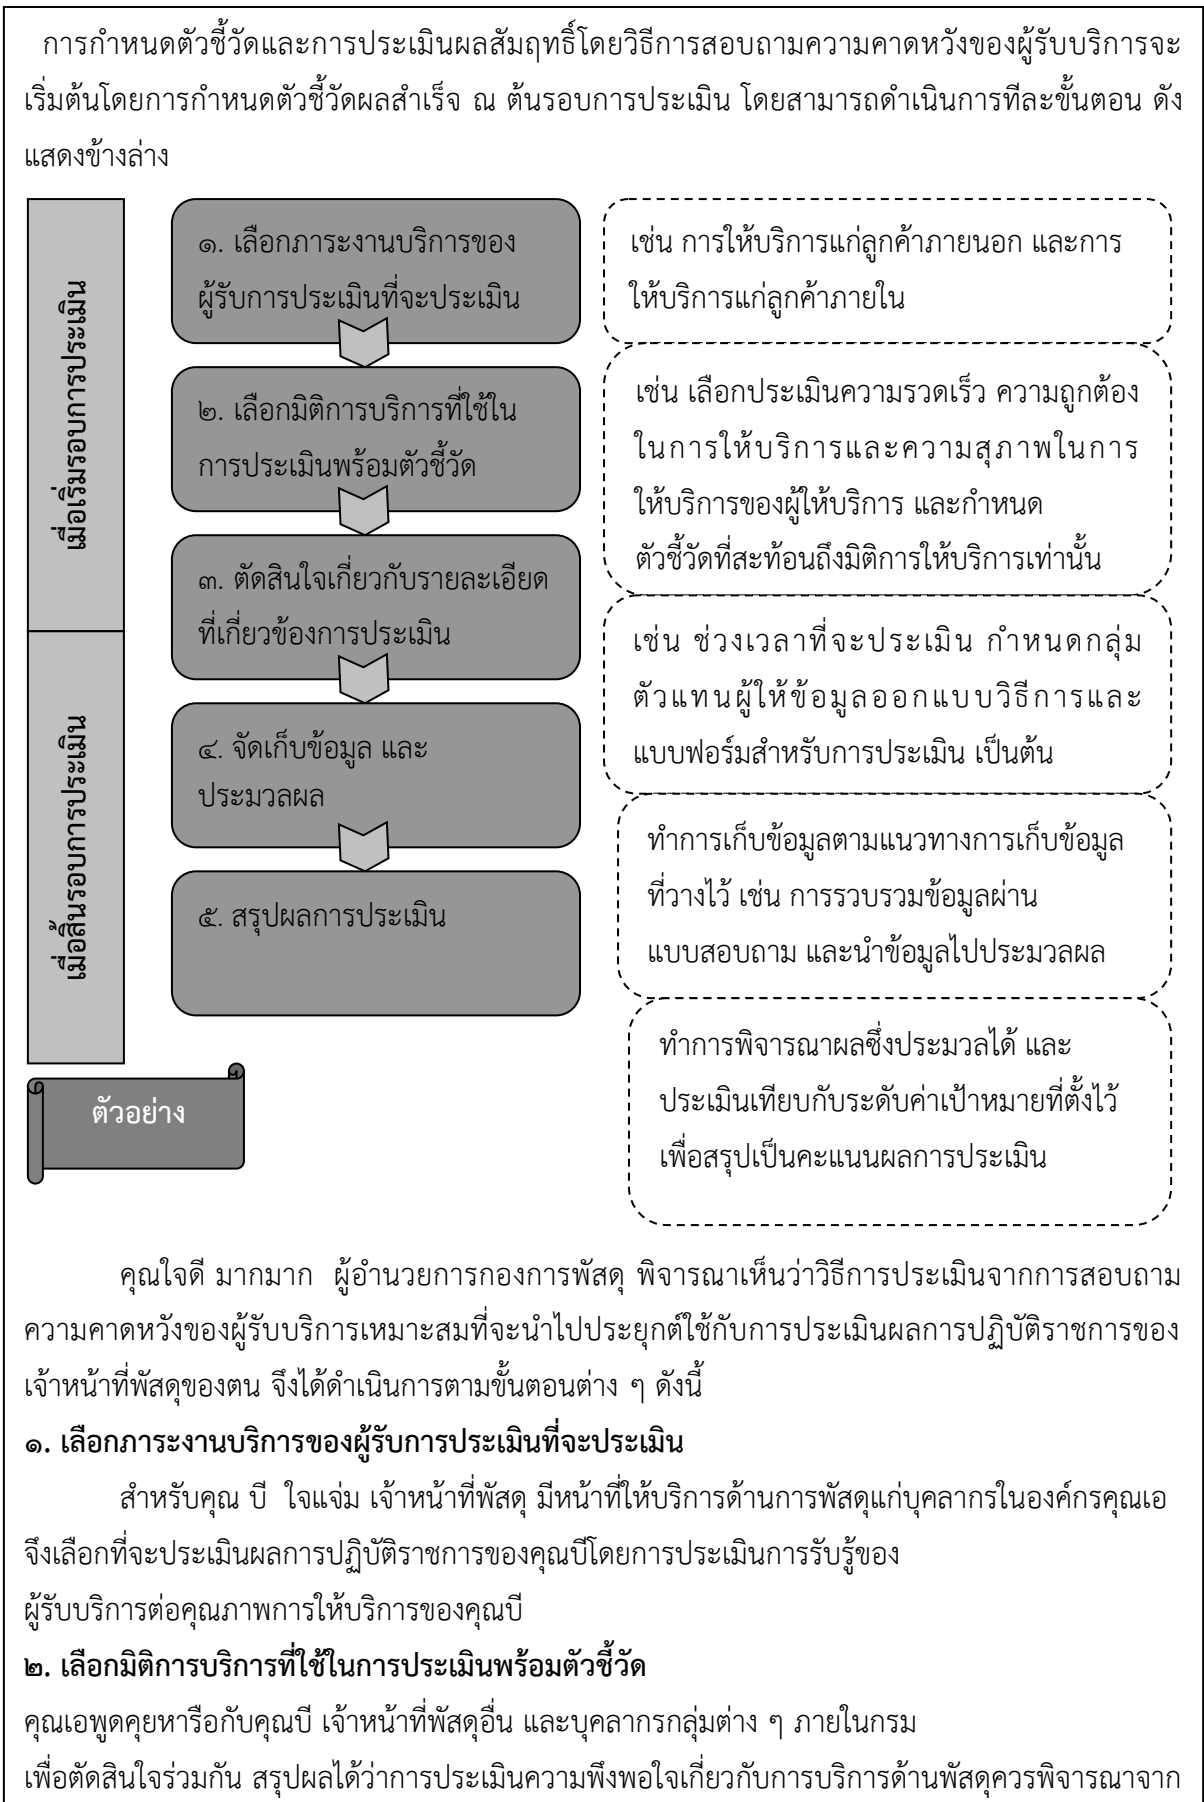 การกำหนดตัวชี้วัดและการประเมินผลสัมฤทธิ์โดยวิธีการสอบถามความคาดหวังของผู้รับบริการจะ
เริ่มต้นโดยการกำหนดตัวชี้วัดผลสำเร็จ ณ ต้นรอบการประเมิน โดยสามารถดำเนินการทีละขั้นตอน ดัง
แสดงข้างล่าง
เมื่อเริ่มรอบการประเมิน
เมื่อสิ้นรอบการประเมิน
๑. เลือกภาระงานบริการของ
ผู้รับการประเมินที่จะประเมิน
เช่น การให้บริการแก่ลูกค้าภายนอก และการ
ให้บริการแก่ลูกค้าภายใน
๒. เลือกมิติการบริการที่ใช้ใน
การประเมินพร้อมตัวชี้วัด
เช่น เลือกประเมินความรวดเร็ว ความถูกต้อง
ในการให้บริการและความสุภาพในการ
ให้บริการของผู้ให้บริการ และกำหนด
ตัวชี้วัดที่สะท้อนถึงมิติการให้บริการเท่านั้น
๓. ตัดสินใจเกี่ยวกับรายละเอียด
ที่เกี่ยวข้องการประเมิน
เช่น ช่วงเวลาที่จะประเมิน กำหนดกลุ่ม
ตัวแทนผู้ให้ข้อมูลออกแบบวิธีการและ
แบบฟอร์มสำหรับการประเมิน เป็นต้น
๔. จัดเก็บข้อมูล และ
ประมวลผล
ทำการเก็บข้อมูลตามแนวทางการเก็บข้อมูล
ที่วางไว้ เช่น การรวบรวมข้อมูลผ่าน
แบบสอบถาม และนำข้อมูลไปประมวลผล
๕. สรุปผลการประเมิน
ทำการพิจารณาผลซึ่งประมวลได้ และ
ประเมินเทียบกับระดับค่าเป้าหมายที่ตั้งไว้
เพื่อสรุปเป็นคะแนนผลการประเมิน
ตัวอย่าง
คุณใจดี มากมาก ผู้อำนวยการกองการพัสดุ พิจารณาเห็นว่าวิธีการประเมินจากการสอบถาม
ความคาดหวังของผู้รับบริการเหมาะสมที่จะนำไปประยุกต์ใช้กับการประเมินผลการปฏิบัติราชการของ
เจ้าหน้าที่พัสดุของตน จึงได้ดำเนินการตามขั้นตอนต่าง ๆ ดังนี้
๑. เลือกภาระงานบริการของผู้รับการประเมินที่จะประเมิน
สำหรับคุณ บี ใจแจ่ม เจ้าหน้าที่พัสดุ มีหน้าที่ให้บริการด้านการพัสดุแก่บุคลากรในองค์กรคุณเอ
จึงเลือกที่จะประเมินผลการปฏิบัติราชการของคุณบีโดยการประเมินการรับรู้ของ
ผู้รับบริการต่อคุณภาพการให้บริการของคุณบี
๒. เลือกมิติการบริการที่ใช้ในการประเมินพร้อมตัวชี้วัด
คุณเอพูดคุยหารือกับคุณบี เจ้าหน้าที่พัสดุอื่น และบุคลากรกลุ่มต่าง ๆ ภายในกรม
เพื่อตัดสินใจร่วมกัน สรุปผลได้ว่าการประเมินความพึงพอใจเกี่ยวกับการบริการด้านพัสดุควรพิจารณาจาก